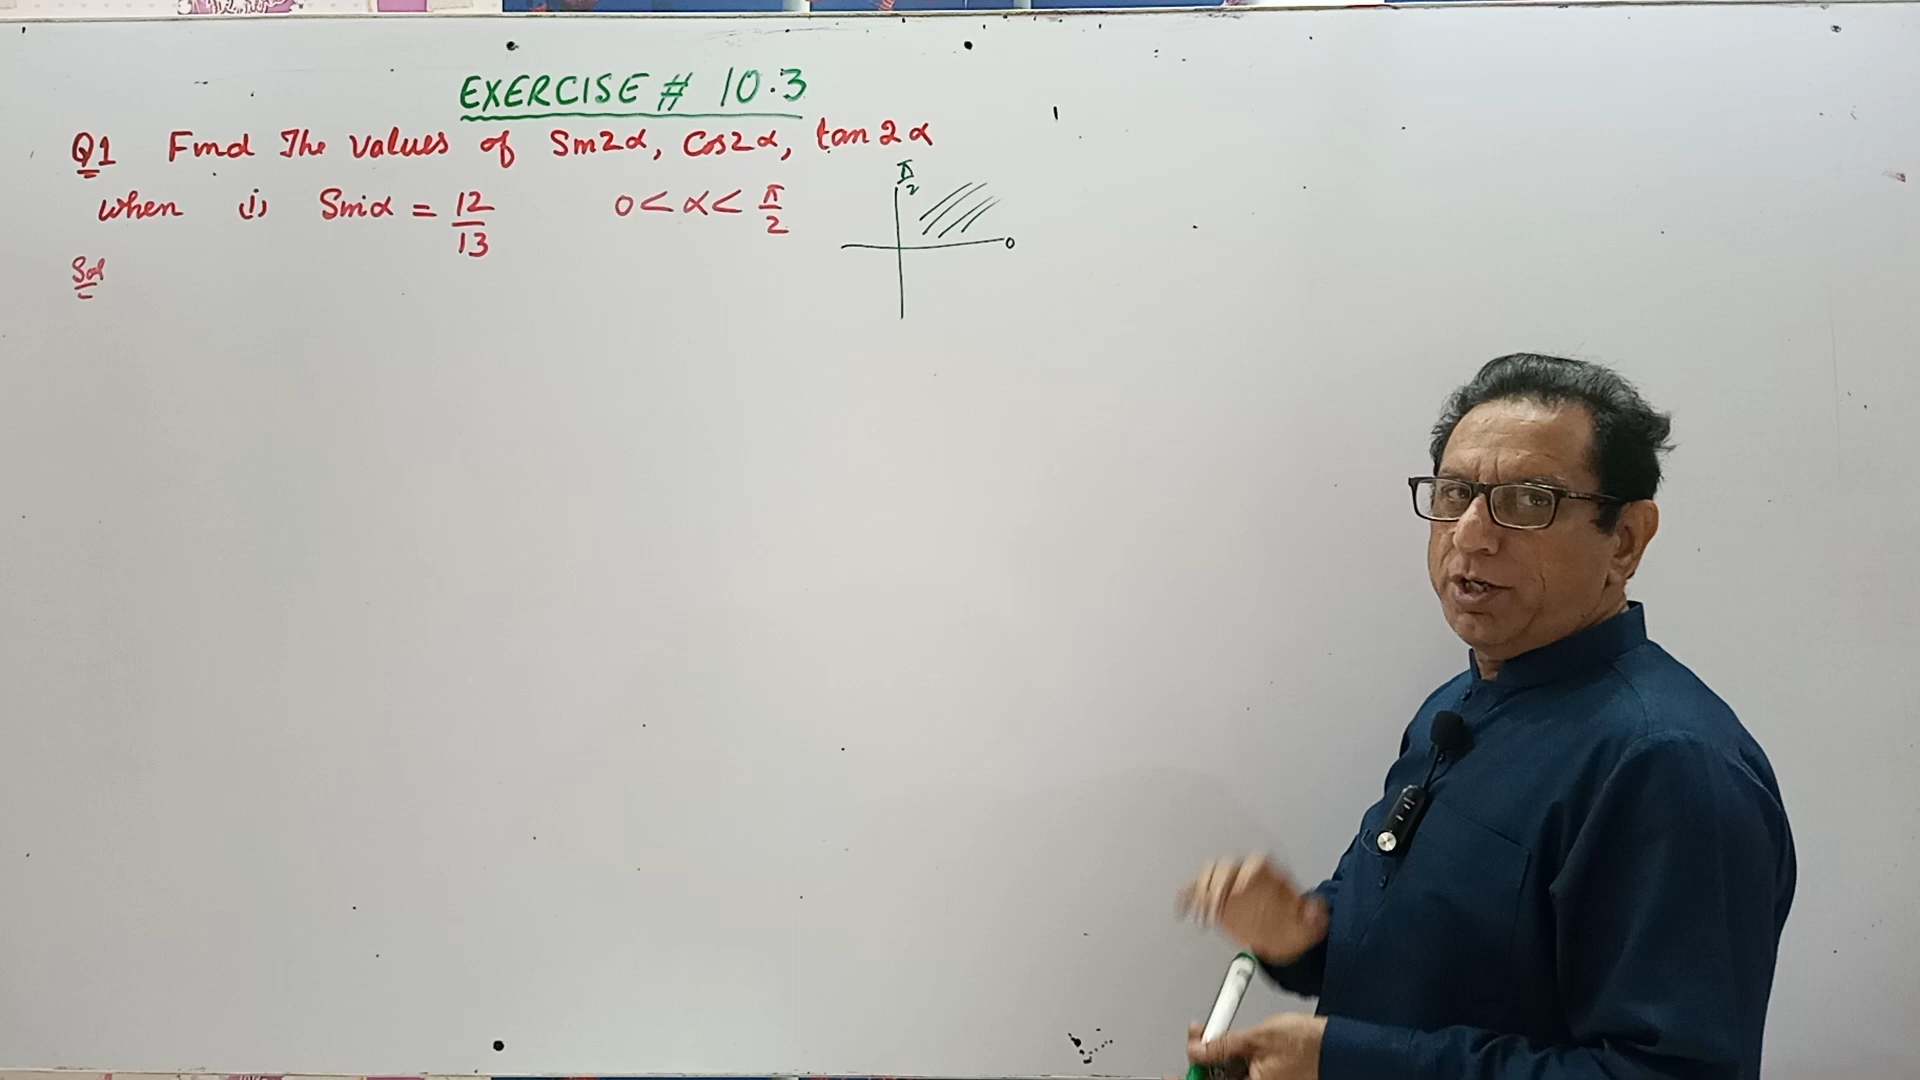 EXERCISE # 10.3
Q1 Find The values of Sin2α, Cos2α, tan2α
when (i) Sinα = 12/13 0 < α < π/2
Sol
π/2
0